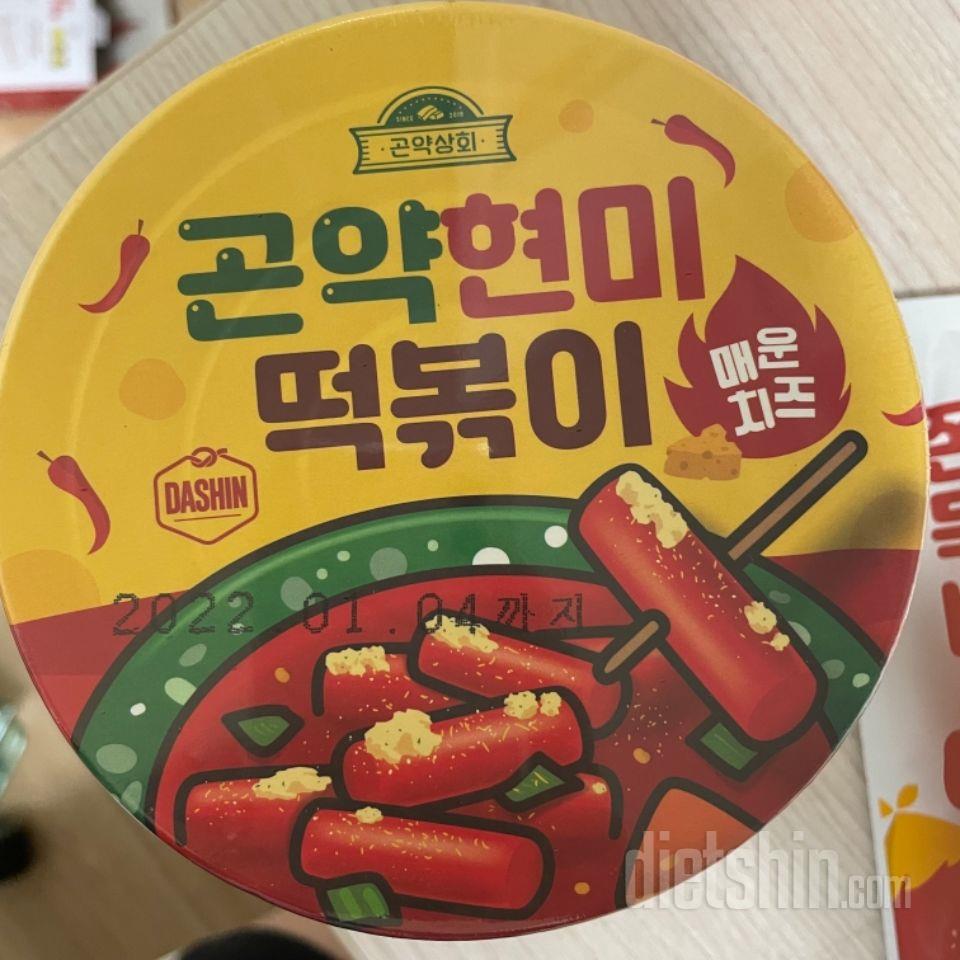 SINCE 2018
곤약상회
곤약현미
떡볶이
매운
치즈
DASHIN
2022.01.04까지
dietshin.com